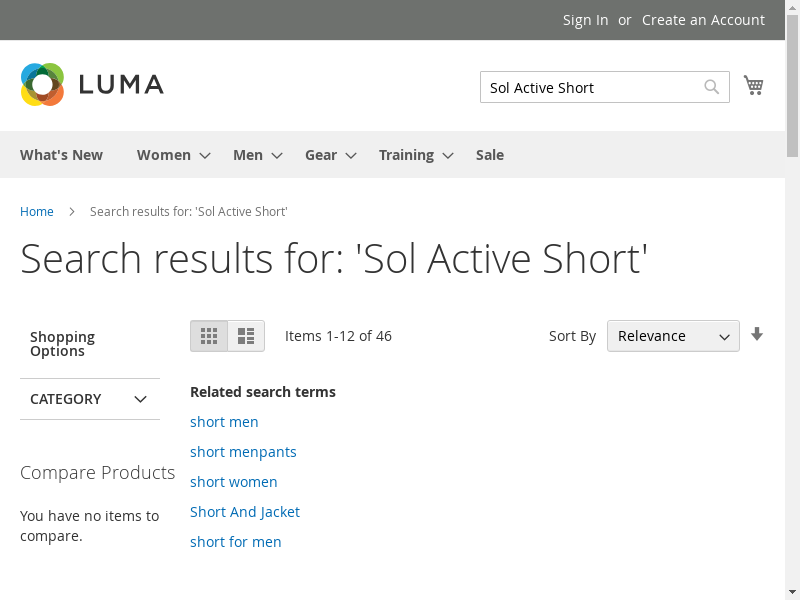 Sign In or Create an Account
LUMA
Sol Active Short
What's New Women Men Gear Training Sale
Home Search results for: 'Sol Active Short'
Search results for: 'Sol Active Short'
Shopping
Options
Items 1-12 of 46
Sort By Relevance
CATEGORY
Related search terms
short men
short menpants
short women
Short And Jacket
short for men
Compare Products
You have no items to
compare.